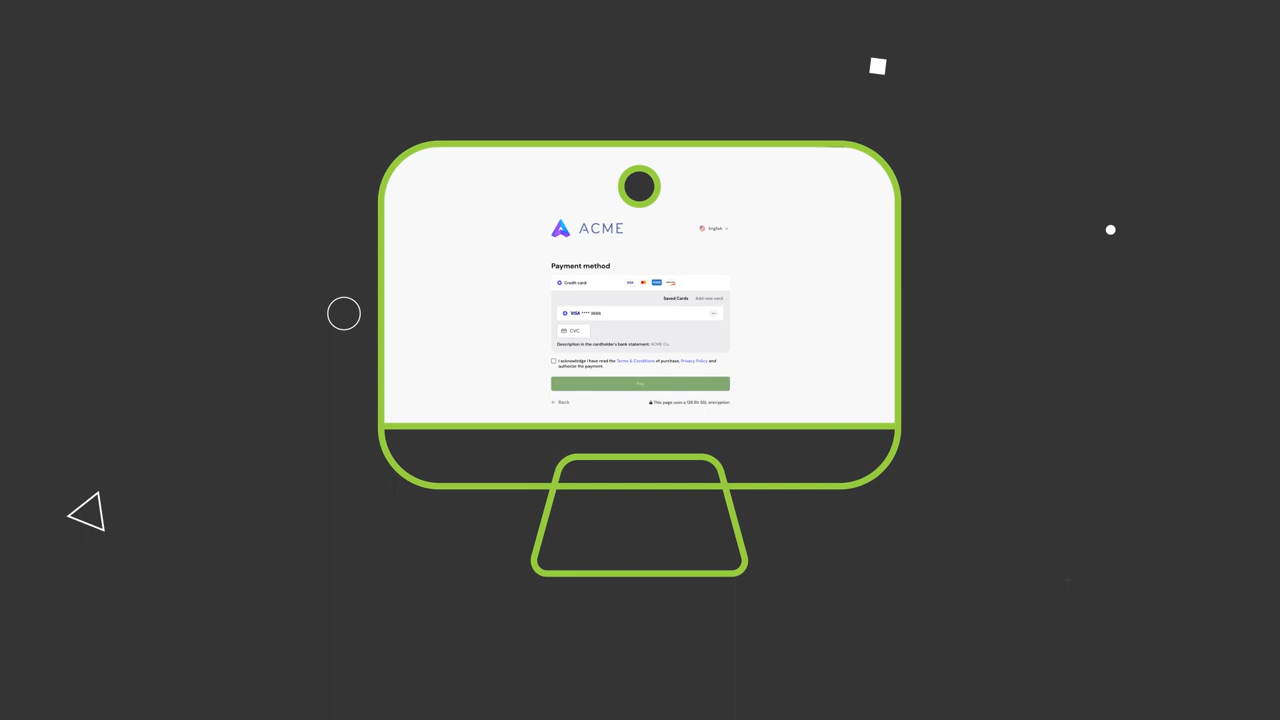 ACME
English
Payment method
Credit card
VISA
Saved Cards Add new card
VISA **** 8888
CVC
Description in the cardholder's bank statement: ACME Co.
I acknowledge I have read the Terms & Conditions of purchase, Privacy Policy and
authorize the payment.
Pay
Back
This page uses a 128 Bit SSL encryption